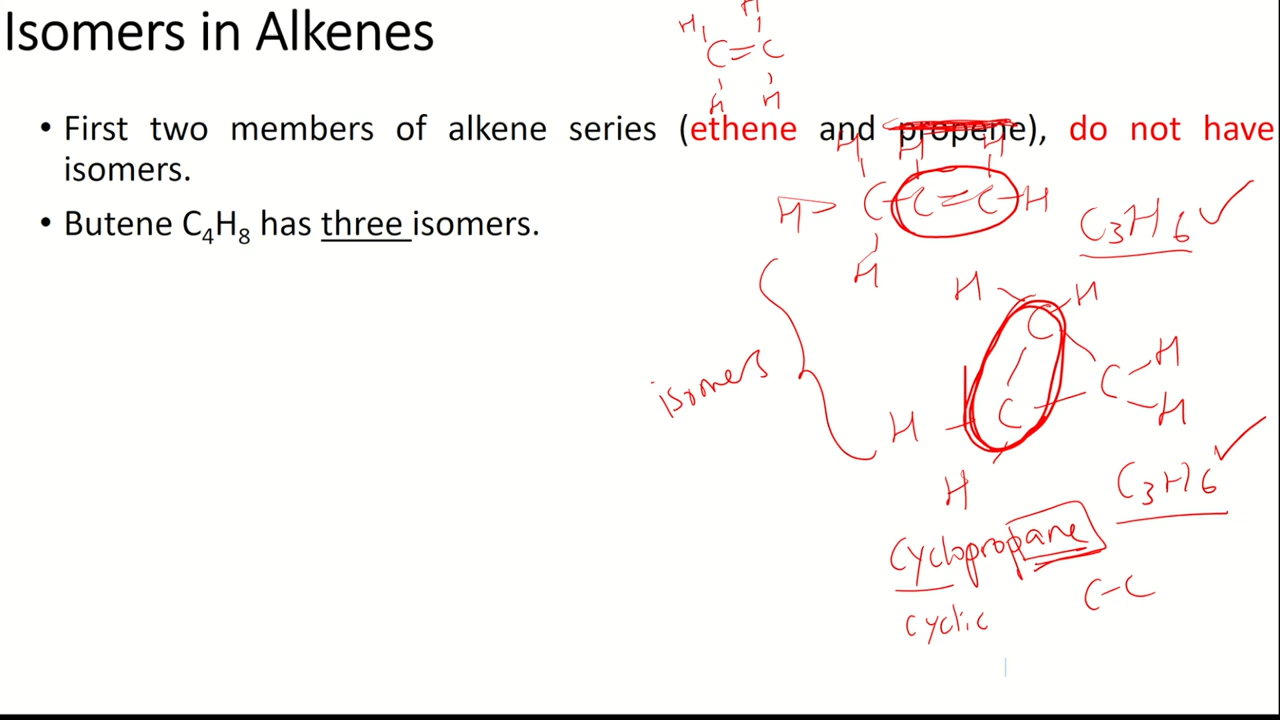 Isomers in Alkenes
H H
C=C
H H
• First two members of alkene series (ethene and propene), do not have
isomers.
H H H
H C-C=C-H
H
C3H6 ✓
• Butene C₄H₈ has three isomers.
H H
C
C H
H
isomers
H C
H
C3H6 ✓
Cyclopropane
C-C
cyclic